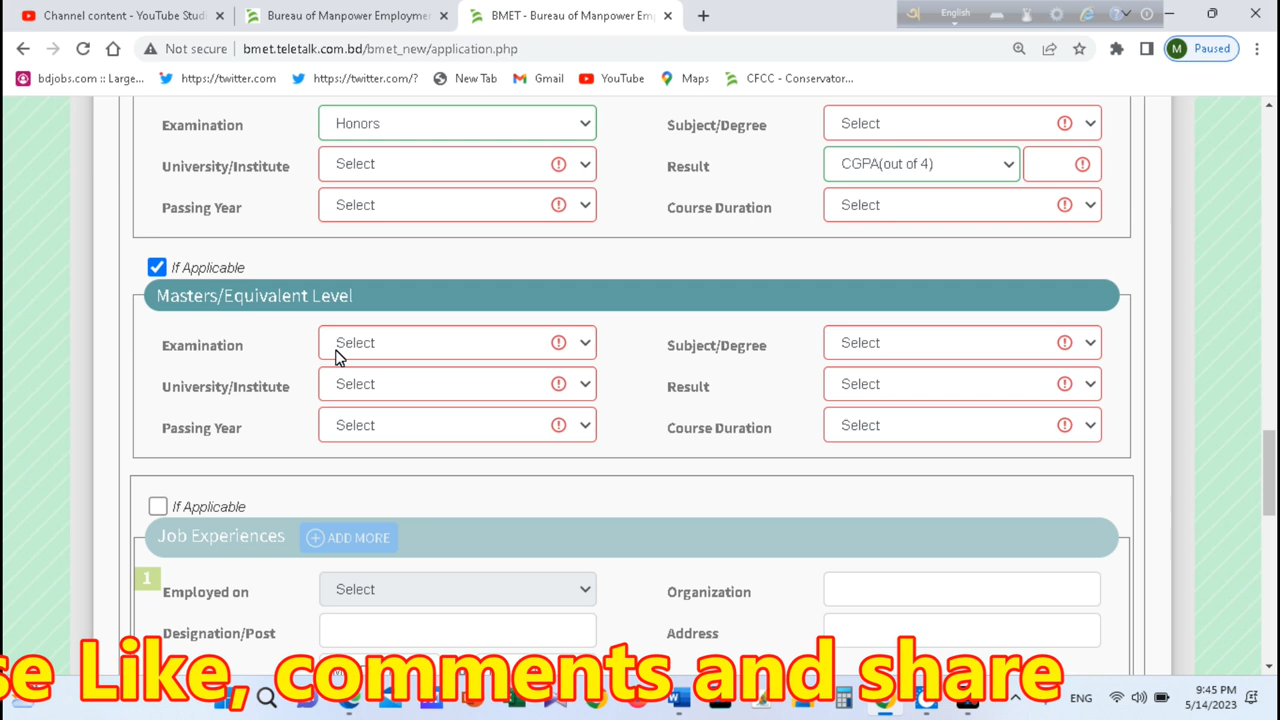 Channel content - YouTube Studi
Bureau of Manpower Employme
BMET - Bureau of Manpower Em
English
Not secure
bmet.teletalk.com.bd/bmet_new/application.php
M
Paused
bdjobs.com :: Large...
https://twitter.com
https://twitter.com/?
New Tab
Gmail
YouTube
Maps
CFCC - Conservator...
Examination
Honors
Subject/Degree
Select
University/Institute
Select
Result
CGPA(out of 4)
Passing Year
Select
Course Duration
Select
If Applicable
Masters/Equivalent Level
Examination
Select
Subject/Degree
Select
University/Institute
Select
Result
Select
Passing Year
Select
Course Duration
Select
If Applicable
Job Experiences
ADD MORE
1
Employed on
Select
Organization
Designation/Post
Address
se Like, comments and share
ENG
9:45 PM
5/14/2023